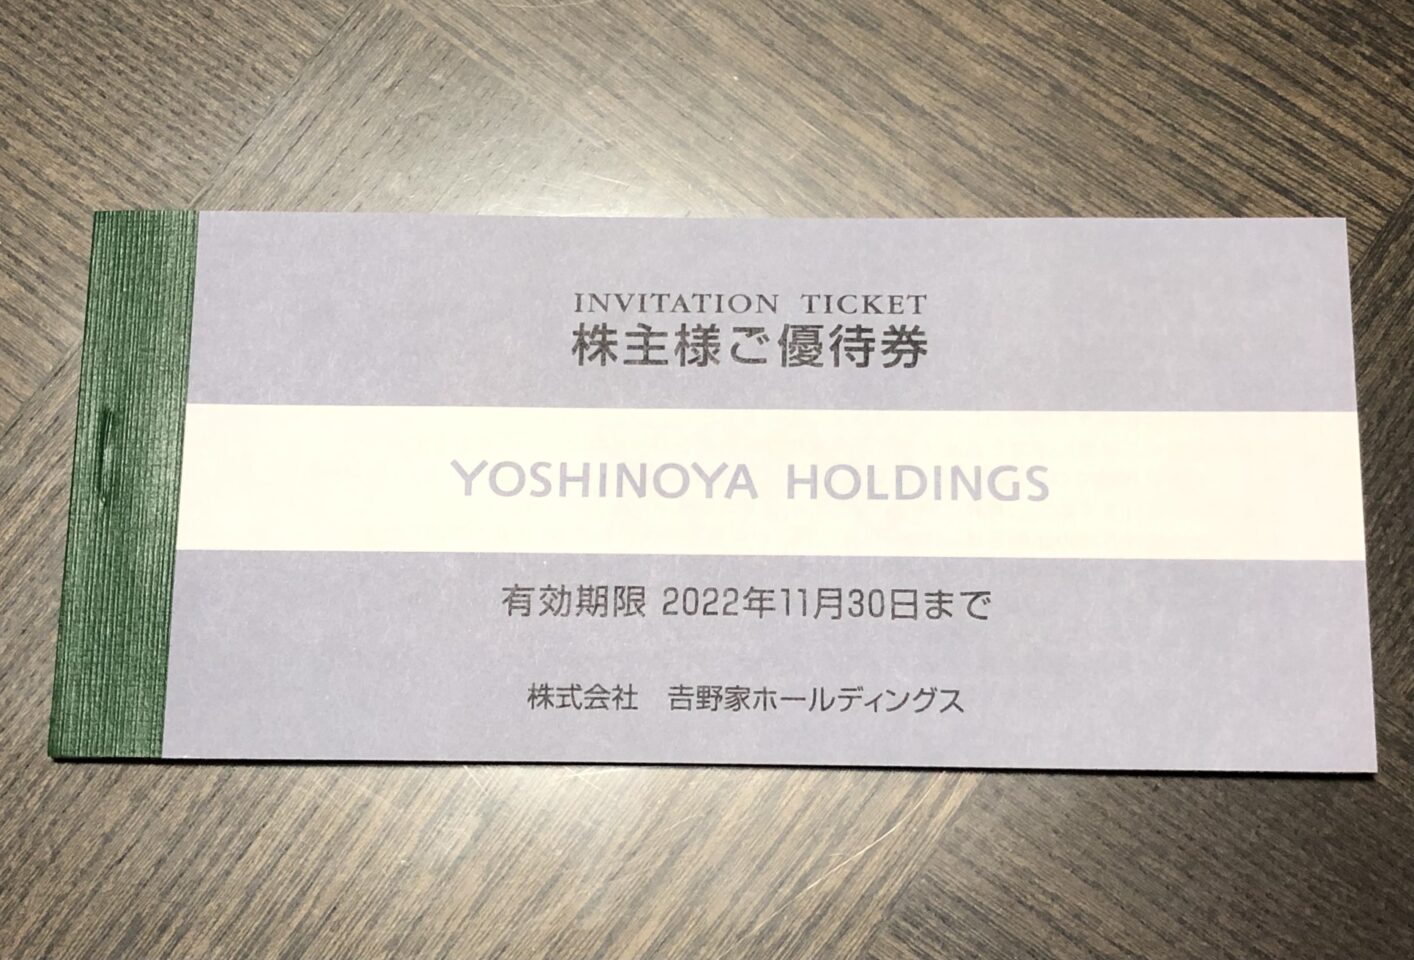 INVITATION TICKET
株主様ご優待券
YOSHINOYA HOLDINGS
有効期限 2022年11月30日まで
株式会社　𠮷野家ホールディングス